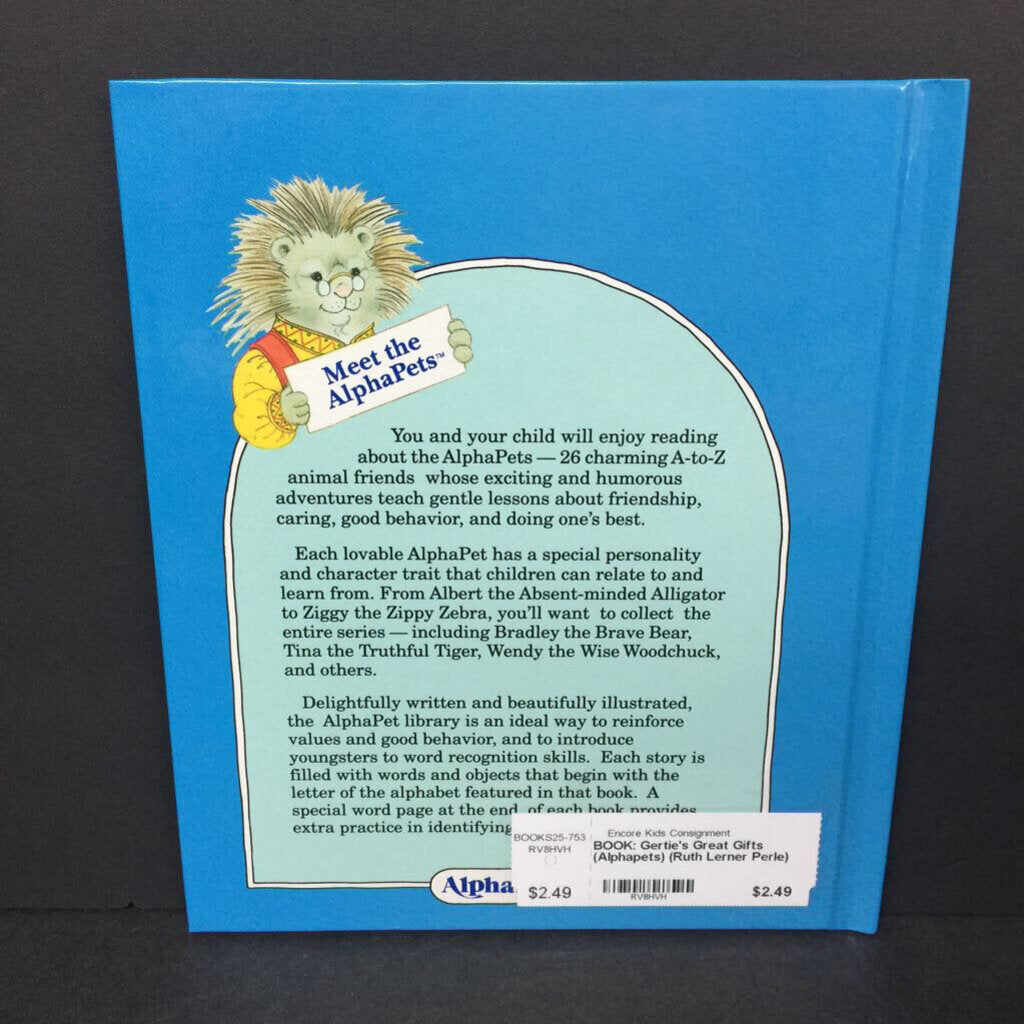 Meet the
AlphaPets™
You and your child will enjoy reading
about the AlphaPets — 26 charming A-to-Z
animal friends whose exciting and humorous
adventures teach gentle lessons about friendship,
caring, good behavior, and doing one's best.
Each lovable AlphaPet has a special personality
and character trait that children can relate to and
learn from. From Albert the Absent-minded Alligator
to Ziggy the Zippy Zebra, you'll want to collect the
entire series — including Bradley the Brave Bear,
Tina the Truthful Tiger, Wendy the Wise Woodchuck,
and others.
Delightfully written and beautifully illustrated,
the AlphaPet library is an ideal way to reinforce
values and good behavior, and to introduce
youngsters to word recognition skills. Each story is
filled with words and objects that begin with the
letter of the alphabet featured in that book. A
special word page at the end of each book provides
extra practice in identifying
Alpha
BOOKS25-753
RV8HVH
$2.49
Encore Kids Consignment
BOOK: Gertie's Great Gifts
(Alphapets) (Ruth Lerner Perle)
RV8HVH
$2.49